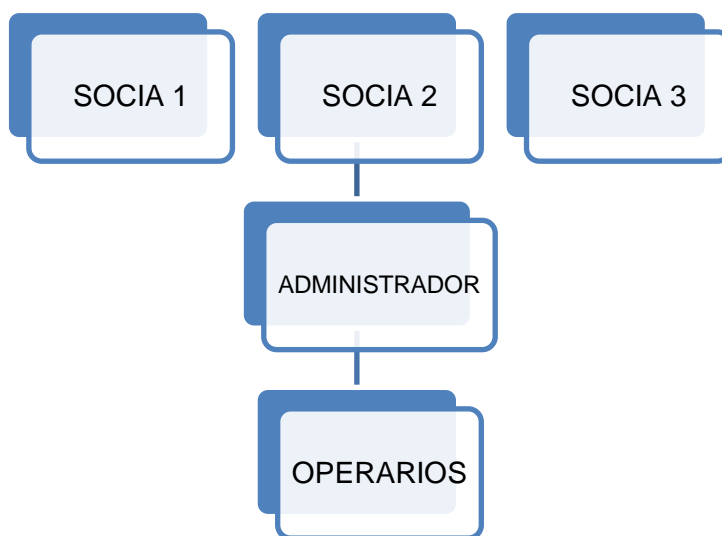 SOCIA 1
SOCIA 2
SOCIA 3
ADMINISTRADOR
OPERARIOS